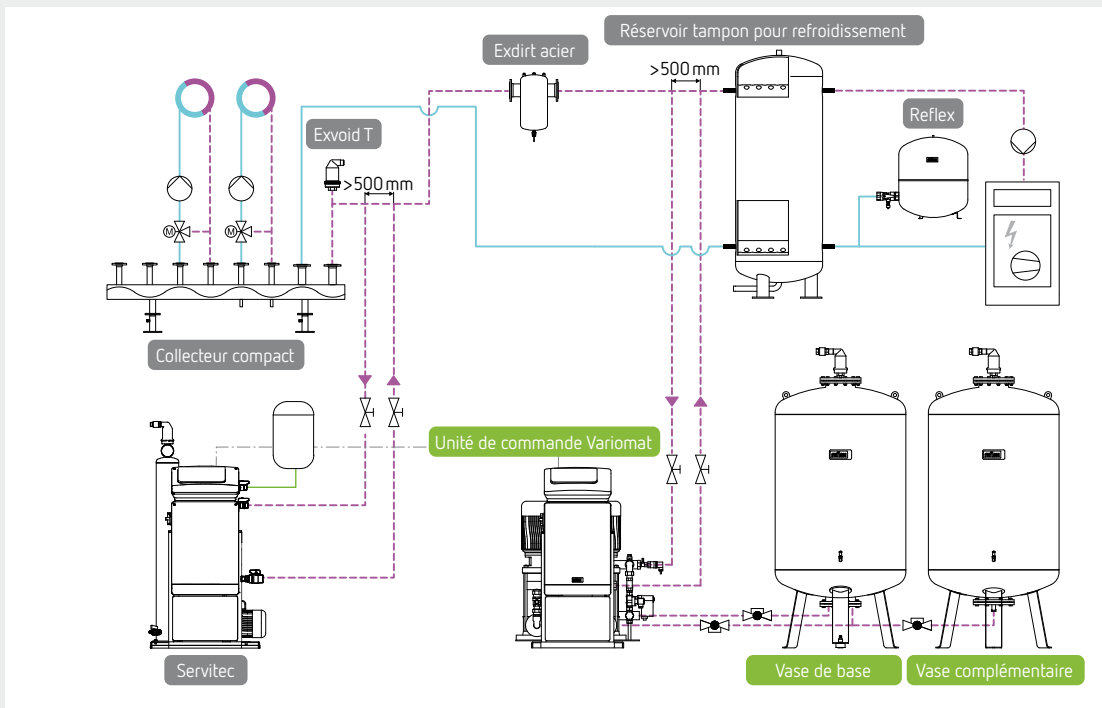 Réservoir tampon pour refroidissement
Exdirt acier
>500 mm
Reflex
Exvoid T
>500 mm
M
M
Collecteur compact
Unité de commande Variomat
Servitec
Vase de base
Vase complémentaire